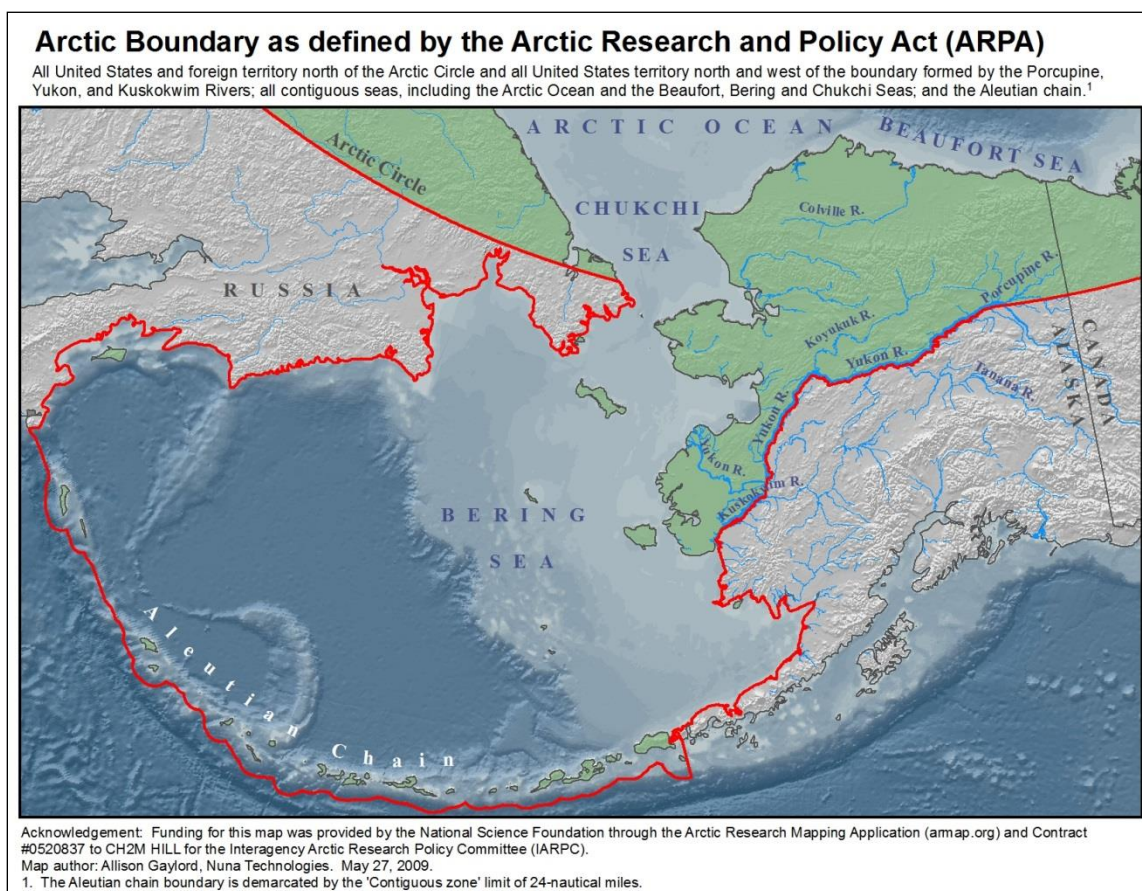 Arctic Boundary as defined by the Arctic Research and Policy Act (ARPA)
All United States and foreign territory north of the Arctic Circle and all United States territory north and west of the boundary formed by the Porcupine,
Yukon, and Kuskokwim Rivers; all contiguous seas, including the Arctic Ocean and the Beaufort, Bering and Chukchi Seas; and the Aleutian chain.¹
ARCTIC OCEAN
BEAUFORT SEA
Arctic Circle
CHUKCHI
SEA
Colville R.
RUSSIA
Porcupine R.
Koyukuk R.
Yukon R.
Tanana R.
ALASKA
CANADA
Yukon R.
Yukon R.
Kuskokwim R.
BERING
SEA
Aleutian
Chain
Acknowledgement: Funding for this map was provided by the National Science Foundation through the Arctic Research Mapping Application (armap.org) and Contract
#0520837 to CH2M HILL for the Interagency Arctic Research Policy Committee (IARPC).
Map author: Allison Gaylord, Nuna Technologies. May 27, 2009.
1. The Aleutian chain boundary is demarcated by the 'Contiguous zone' limit of 24-nautical miles.